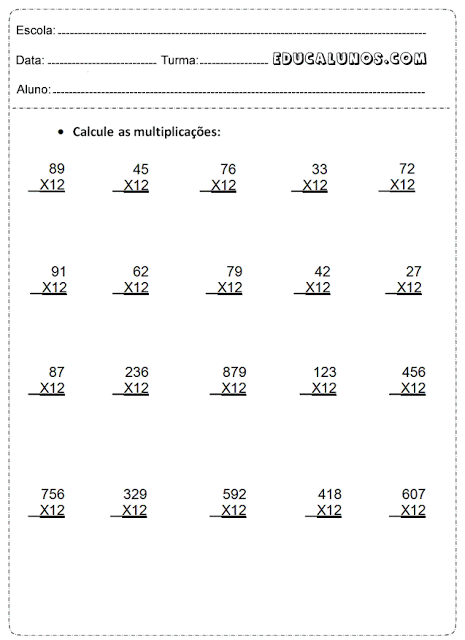 Escola:
Data: Turma: EDUCALUNOS.COM
Aluno:
• Calcule as multiplicações:
89 45 76 33 72
X12 X12 X12 X12 X12
91 62 79 42 27
X12 X12 X12 X12 X12
87 236 879 123 456
X12 X12 X12 X12 X12
756 329 592 418 607
X12 X12 X12 X12 X12